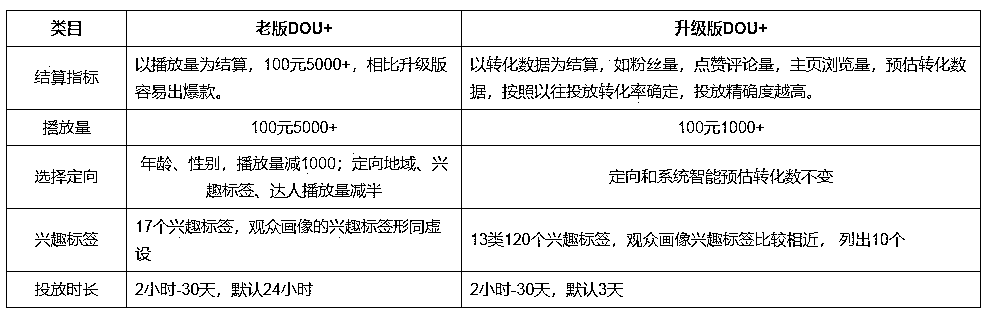 类目
老版DOU+
升级版DOU+
结算指标
以播放量为结算，100元5000+，相比升级版
容易出爆款。
以转化数据为结算，如粉丝量，点赞评论量，主页浏览量，预估转化数
据，按照以往投放转化率确定，投放精确度越高。
播放量
100元5000+
100元1000+
选择定向
年龄、性别，播放量减1000；定向地域、兴
趣标签、达人播放量减半
定向和系统智能预估转化数不变
兴趣标签
17个兴趣标签，观众画像的兴趣标签形同虚
设
13类120个兴趣标签，观众画像兴趣标签比较相近， 列出10个
投放时长
2小时-30天，默认24小时
2小时-30天，默认3天